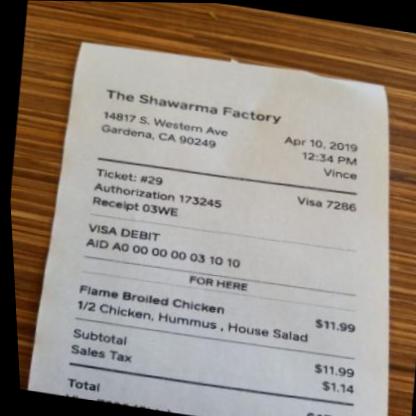 The Shawarma Factory
14817 S. Western Ave
Gardena, CA 90249
Apr 10, 2019
12:34 PM
Vince
Ticket: #29
Visa 7286
Authorization 173245
Receipt 03WE
VISA DEBIT
AID A0 00 00 00 03 10 10
FOR HERE
Flame Broiled Chicken $11.99
1/2 Chicken, Hummus , House Salad
Subtotal $11.99
Sales Tax $1.14
Total